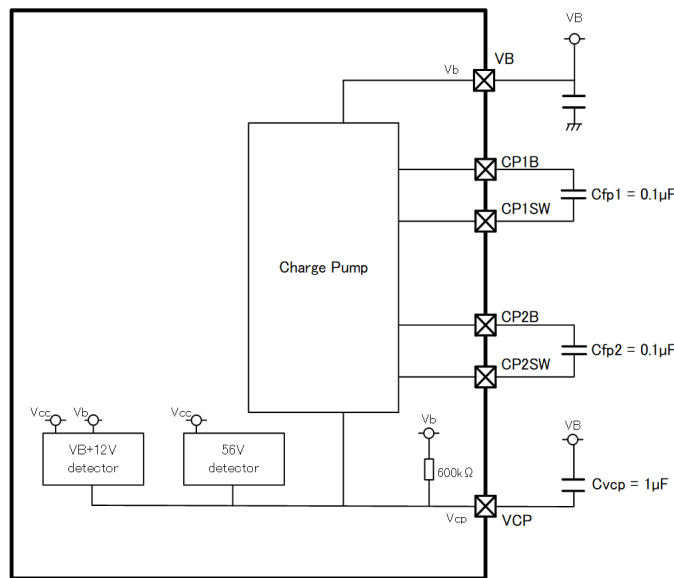 VB
VB
Vb
CP1B
Cfp1 = 0.1µF
CP1SW
Charge Pump
CP2B
Cfp2 = 0.1µF
CP2SW
Vcc
Vb
Vcc
Vb
VB
VB+12V
detector
56V
detector
600kΩ
Cvcp = 1µF
Vcp
VCP